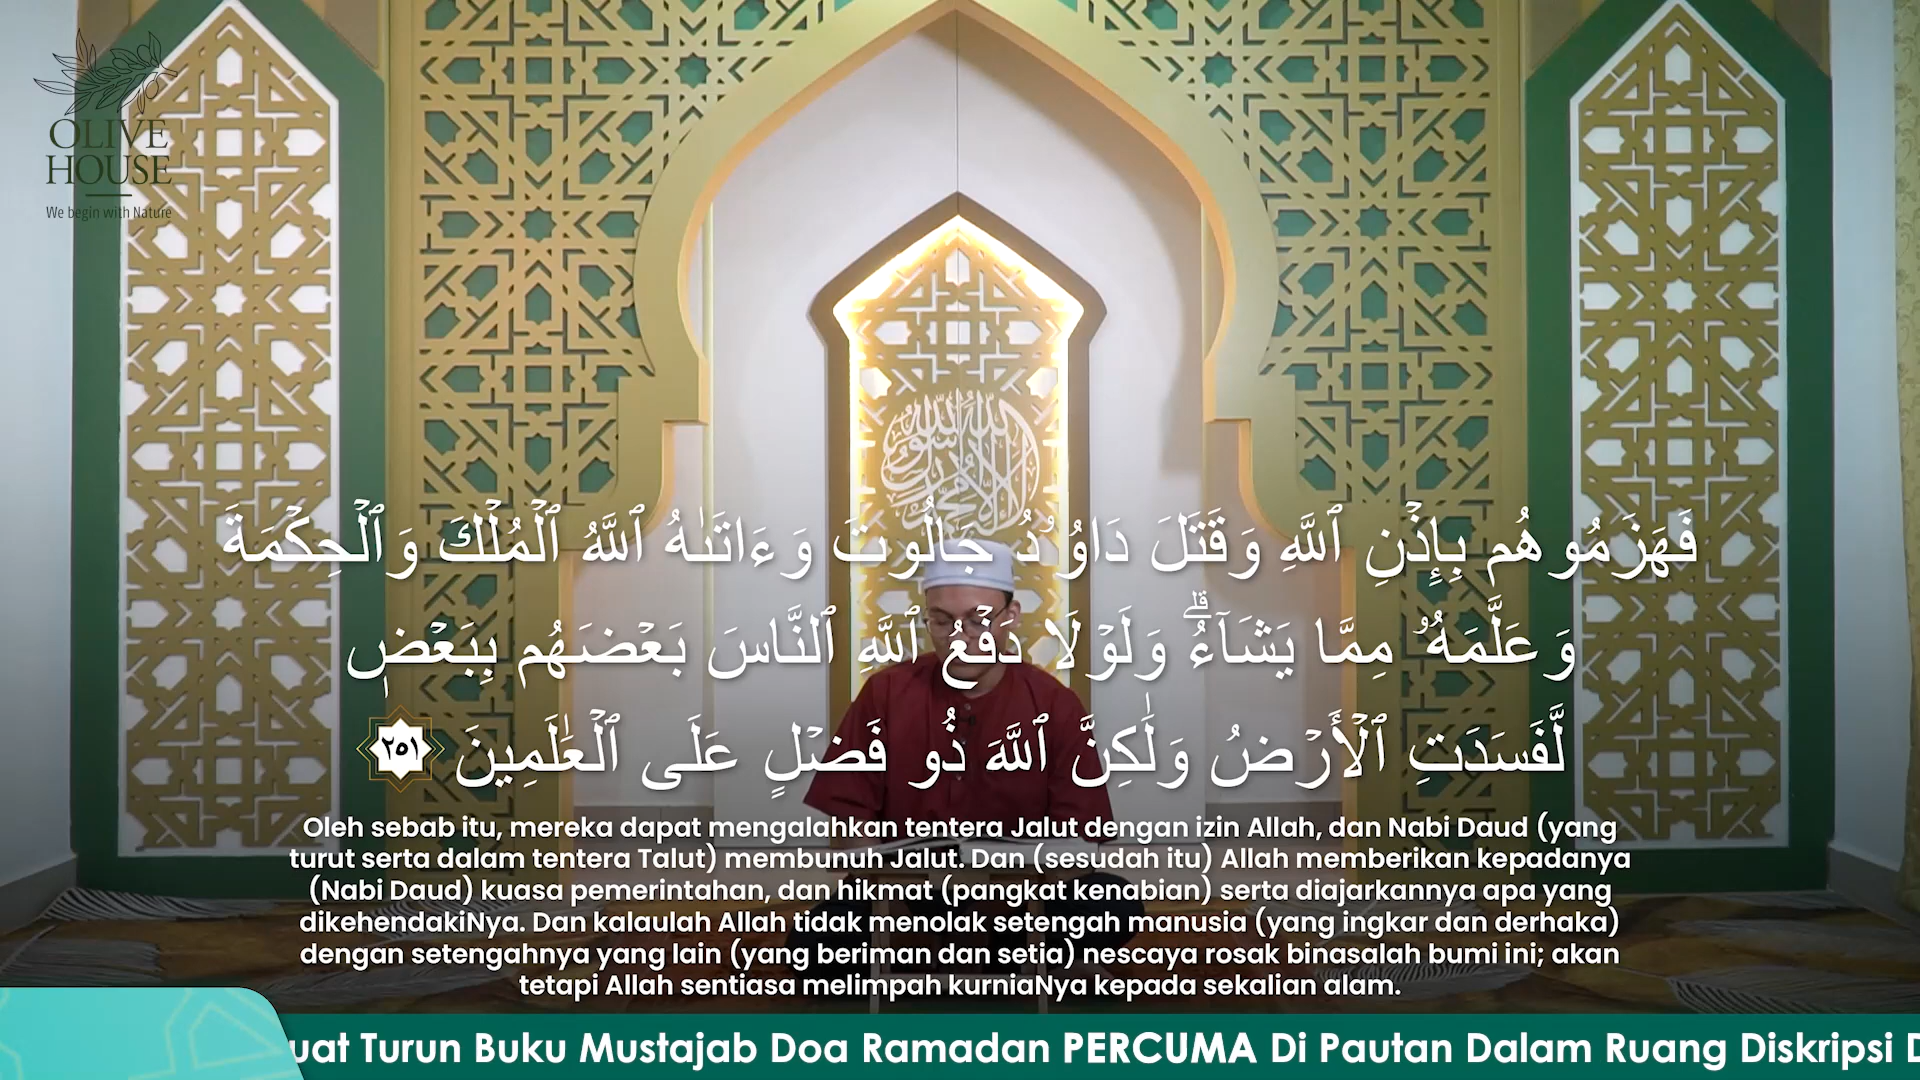 OLIVE
HOUSE
We begin with Nature
فَهَزَمُوهُم بِإِذۡنِ ٱللَّهِ وَقَتَلَ دَاوُۥدُ جَالُوتَ وَءَاتَىٰهُ ٱللَّهُ ٱلۡمُلۡكَ وَٱلۡحِكۡمَةَ
وَعَلَّمَهُۥ مِمَّا يَشَآءُۗ وَلَوۡلَا دَفۡعُ ٱللَّهِ ٱلنَّاسَ بَعۡضَهُم بِبَعۡضٖ
لَّفَسَدَتِ ٱلۡأَرۡضُ وَلَٰكِنَّ ٱللَّهَ ذُو فَضۡلٍ عَلَى ٱلۡعَٰلَمِينَ ٢٥١
Oleh sebab itu, mereka dapat mengalahkan tentera Jalut dengan izin Allah, dan Nabi Daud (yang
turut serta dalam tentera Talut) membunuh Jalut. Dan (sesudah itu) Allah memberikan kepadanya
(Nabi Daud) kuasa pemerintahan, dan hikmat (pangkat kenabian) serta diajarkannya apa yang
dikehendakiNya. Dan kalaulah Allah tidak menolak setengah manusia (yang ingkar dan derhaka)
dengan setengahnya yang lain (yang beriman dan setia) nescaya rosak binasalah bumi ini; akan
tetapi Allah sentiasa melimpah kurniaNya kepada sekalian alam.
uat Turun Buku Mustajab Doa Ramadan PERCUMA Di Pautan Dalam Ruang Diskripsi D